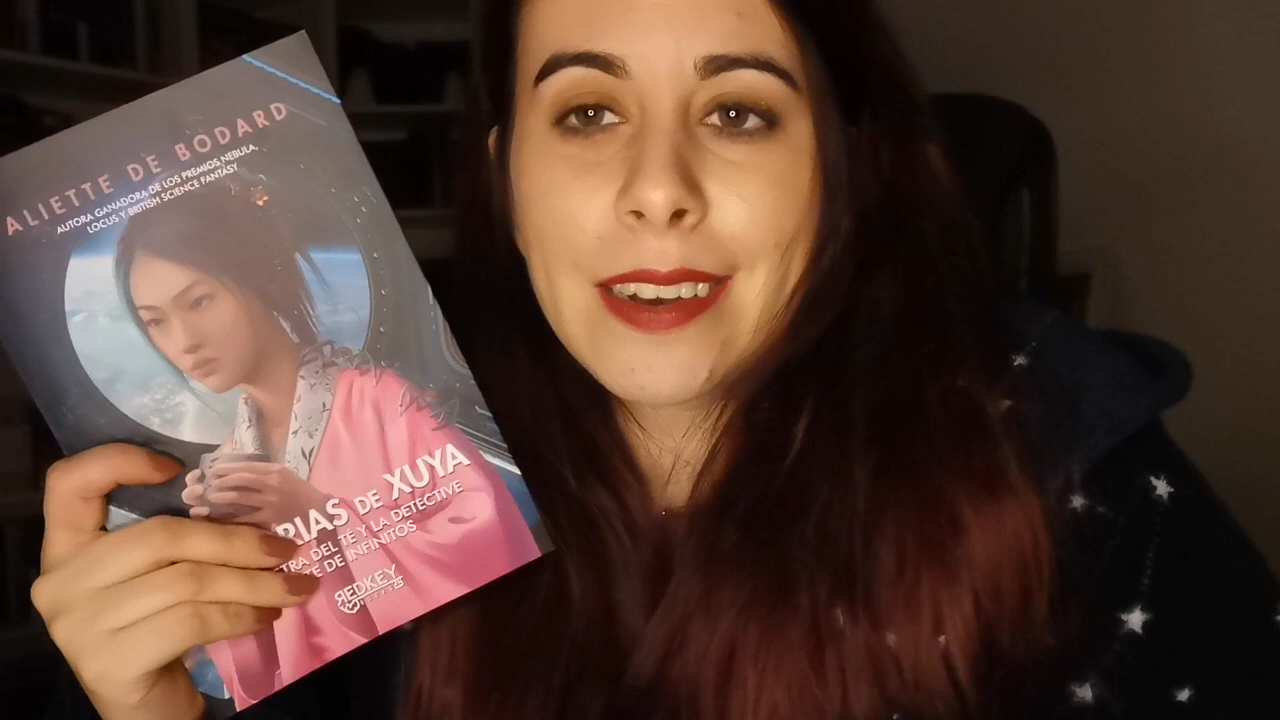 ALIETTE DE BODARD
AUTORA GANADORA DE LOS PREMIOS NEBULA,
LOCUS Y BRITISH SCIENCE FANTASY
RIAS DE XUYA
TRA DEL TÉ Y LA DETECTIVE
TE DE INFINITOS
REDKEY